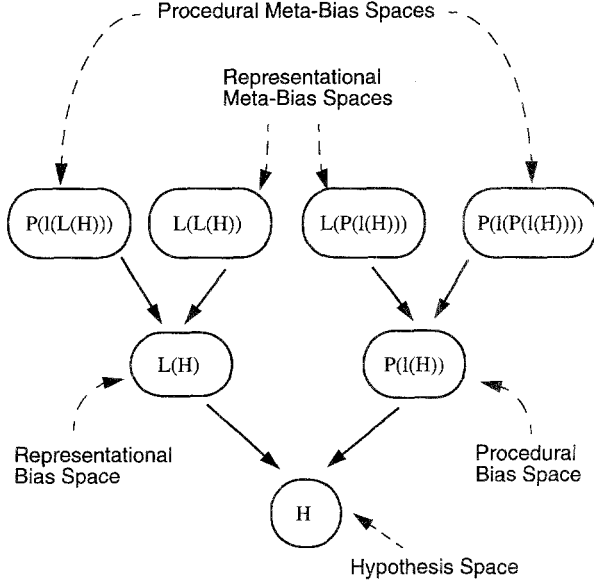 Procedural Meta-Bias Spaces
Representational
Meta-Bias Spaces
P(l(L(H)))
L(L(H))
L(P(l(H)))
P(l(P(l(H))))
L(H)
P(l(H))
Representational
Bias Space
Procedural
Bias Space
H
Hypothesis Space